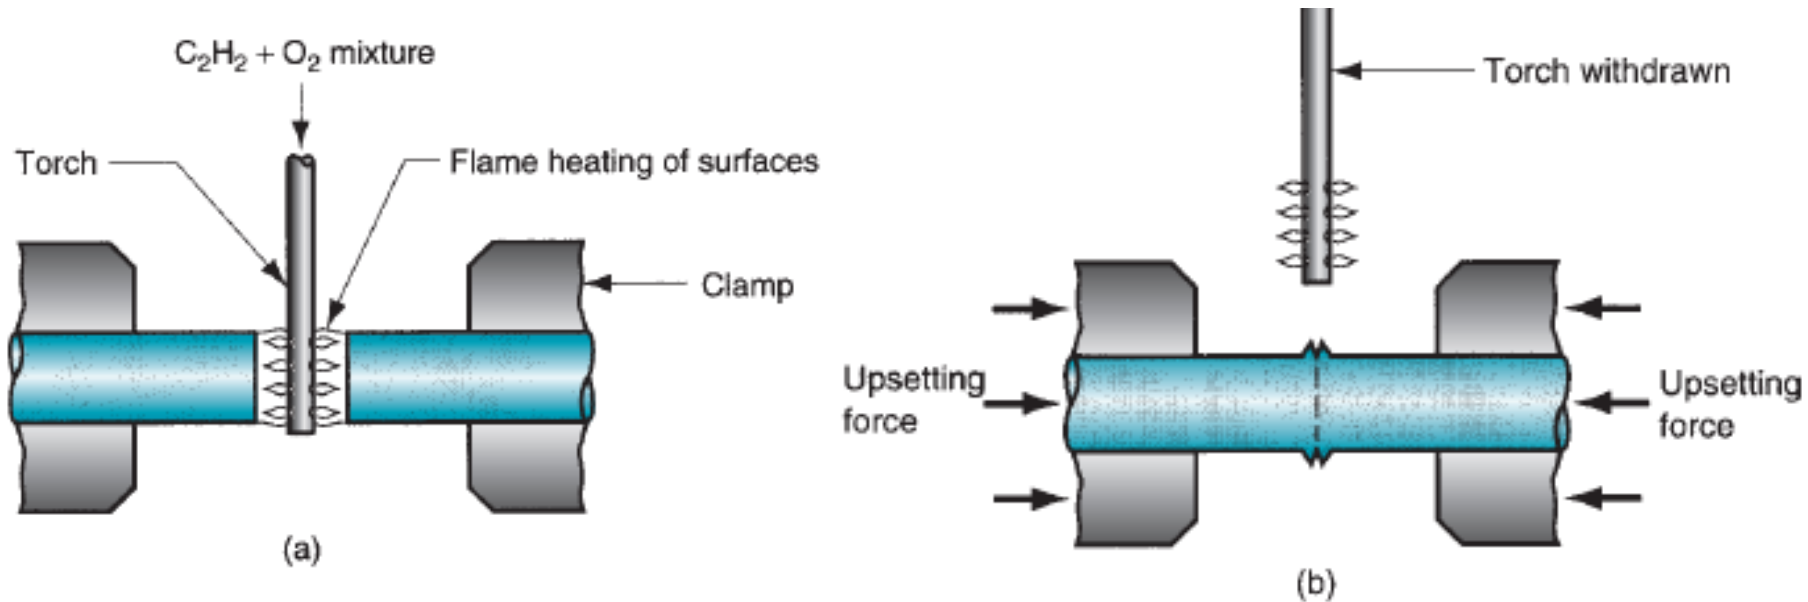 C₂H₂ + O₂ mixture
Torch
Flame heating of surfaces
Clamp
(a)
Torch withdrawn
Upsetting
force
Upsetting
force
(b)